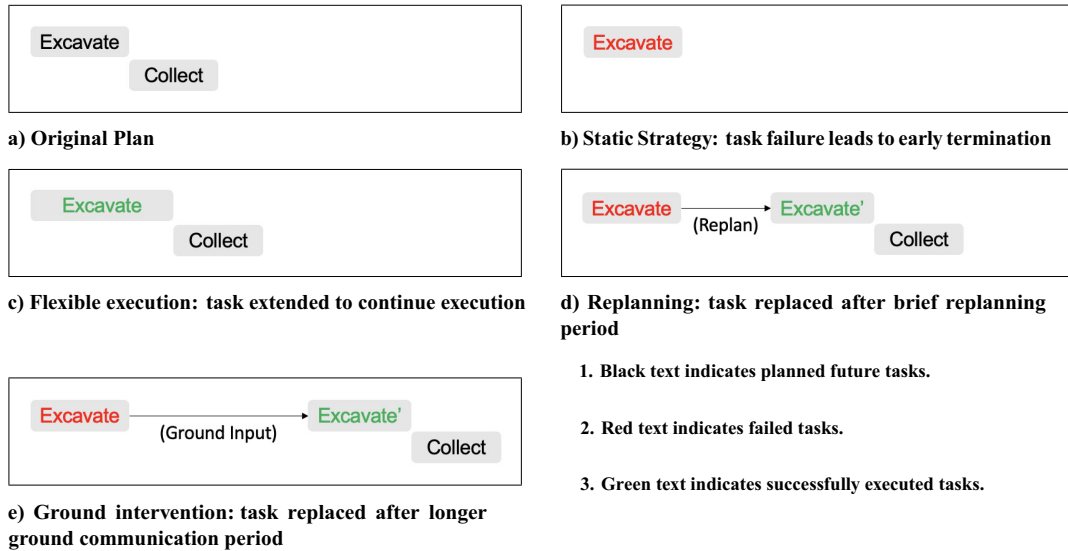 Excavate
Collect
a) Original Plan
Excavate
b) Static Strategy: task failure leads to early termination
Excavate
Collect
c) Flexible execution: task extended to continue execution
Excavate
(Replan)
Excavate'
Collect
d) Replanning: task replaced after brief replanning
period
Excavate
(Ground Input)
Excavate'
Collect
e) Ground intervention: task replaced after longer
ground communication period
1. Black text indicates planned future tasks.
2. Red text indicates failed tasks.
3. Green text indicates successfully executed tasks.